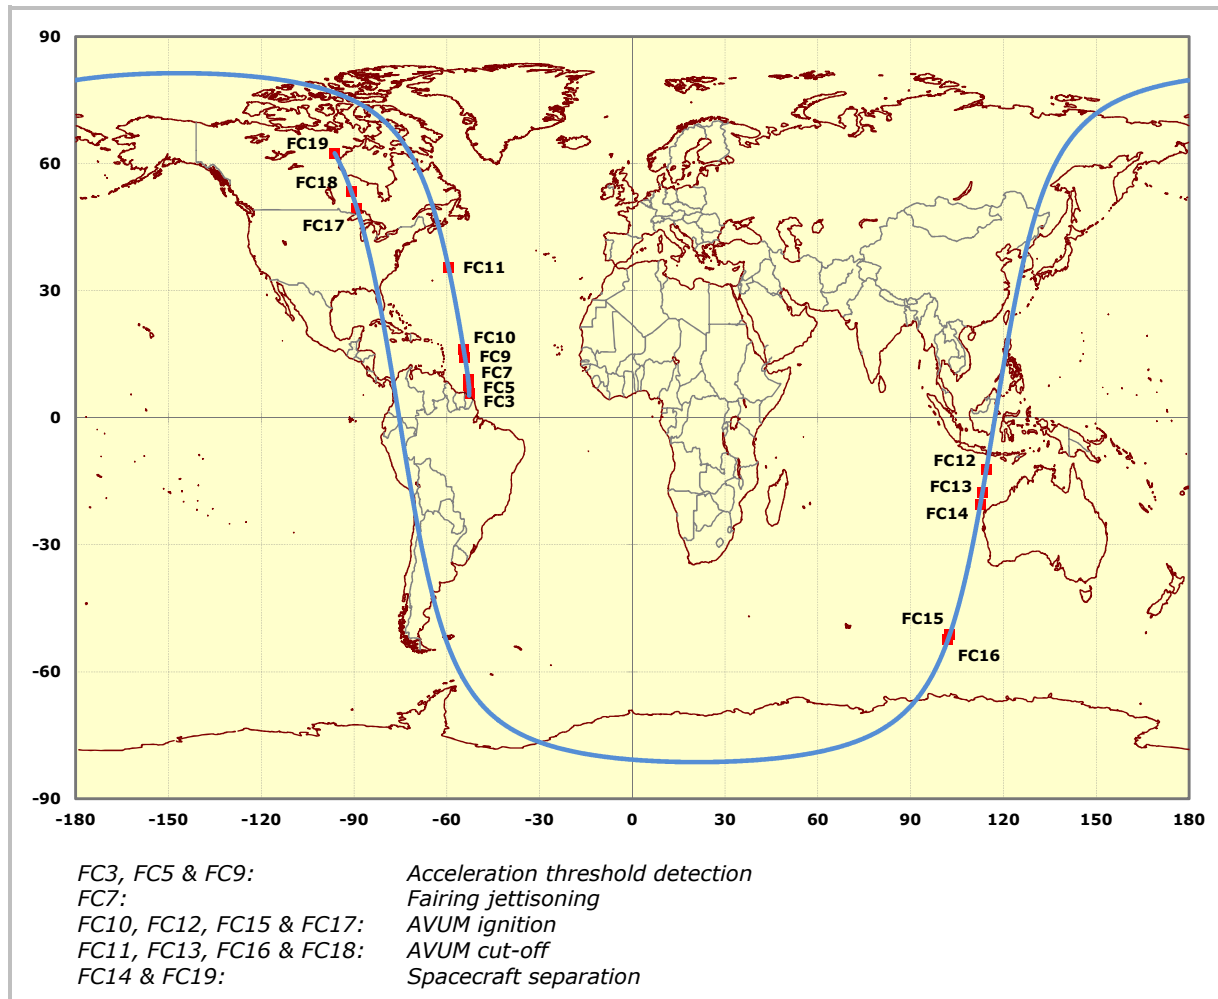 90
FC19
60
FC18
FC17
FC11
30
FC10
FC9
FC7
FC5
FC3
0
FC12
FC13
FC14
-30
FC15
FC16
-60
-90
-180 -150 -120 -90 -60 -30 0 30 60 90 120 150 180
FC3, FC5 & FC9: Acceleration threshold detection
FC7: Fairing jettisoning
FC10, FC12, FC15 & FC17: AVUM ignition
FC11, FC13, FC16 & FC18: AVUM cut-off
FC14 & FC19: Spacecraft separation